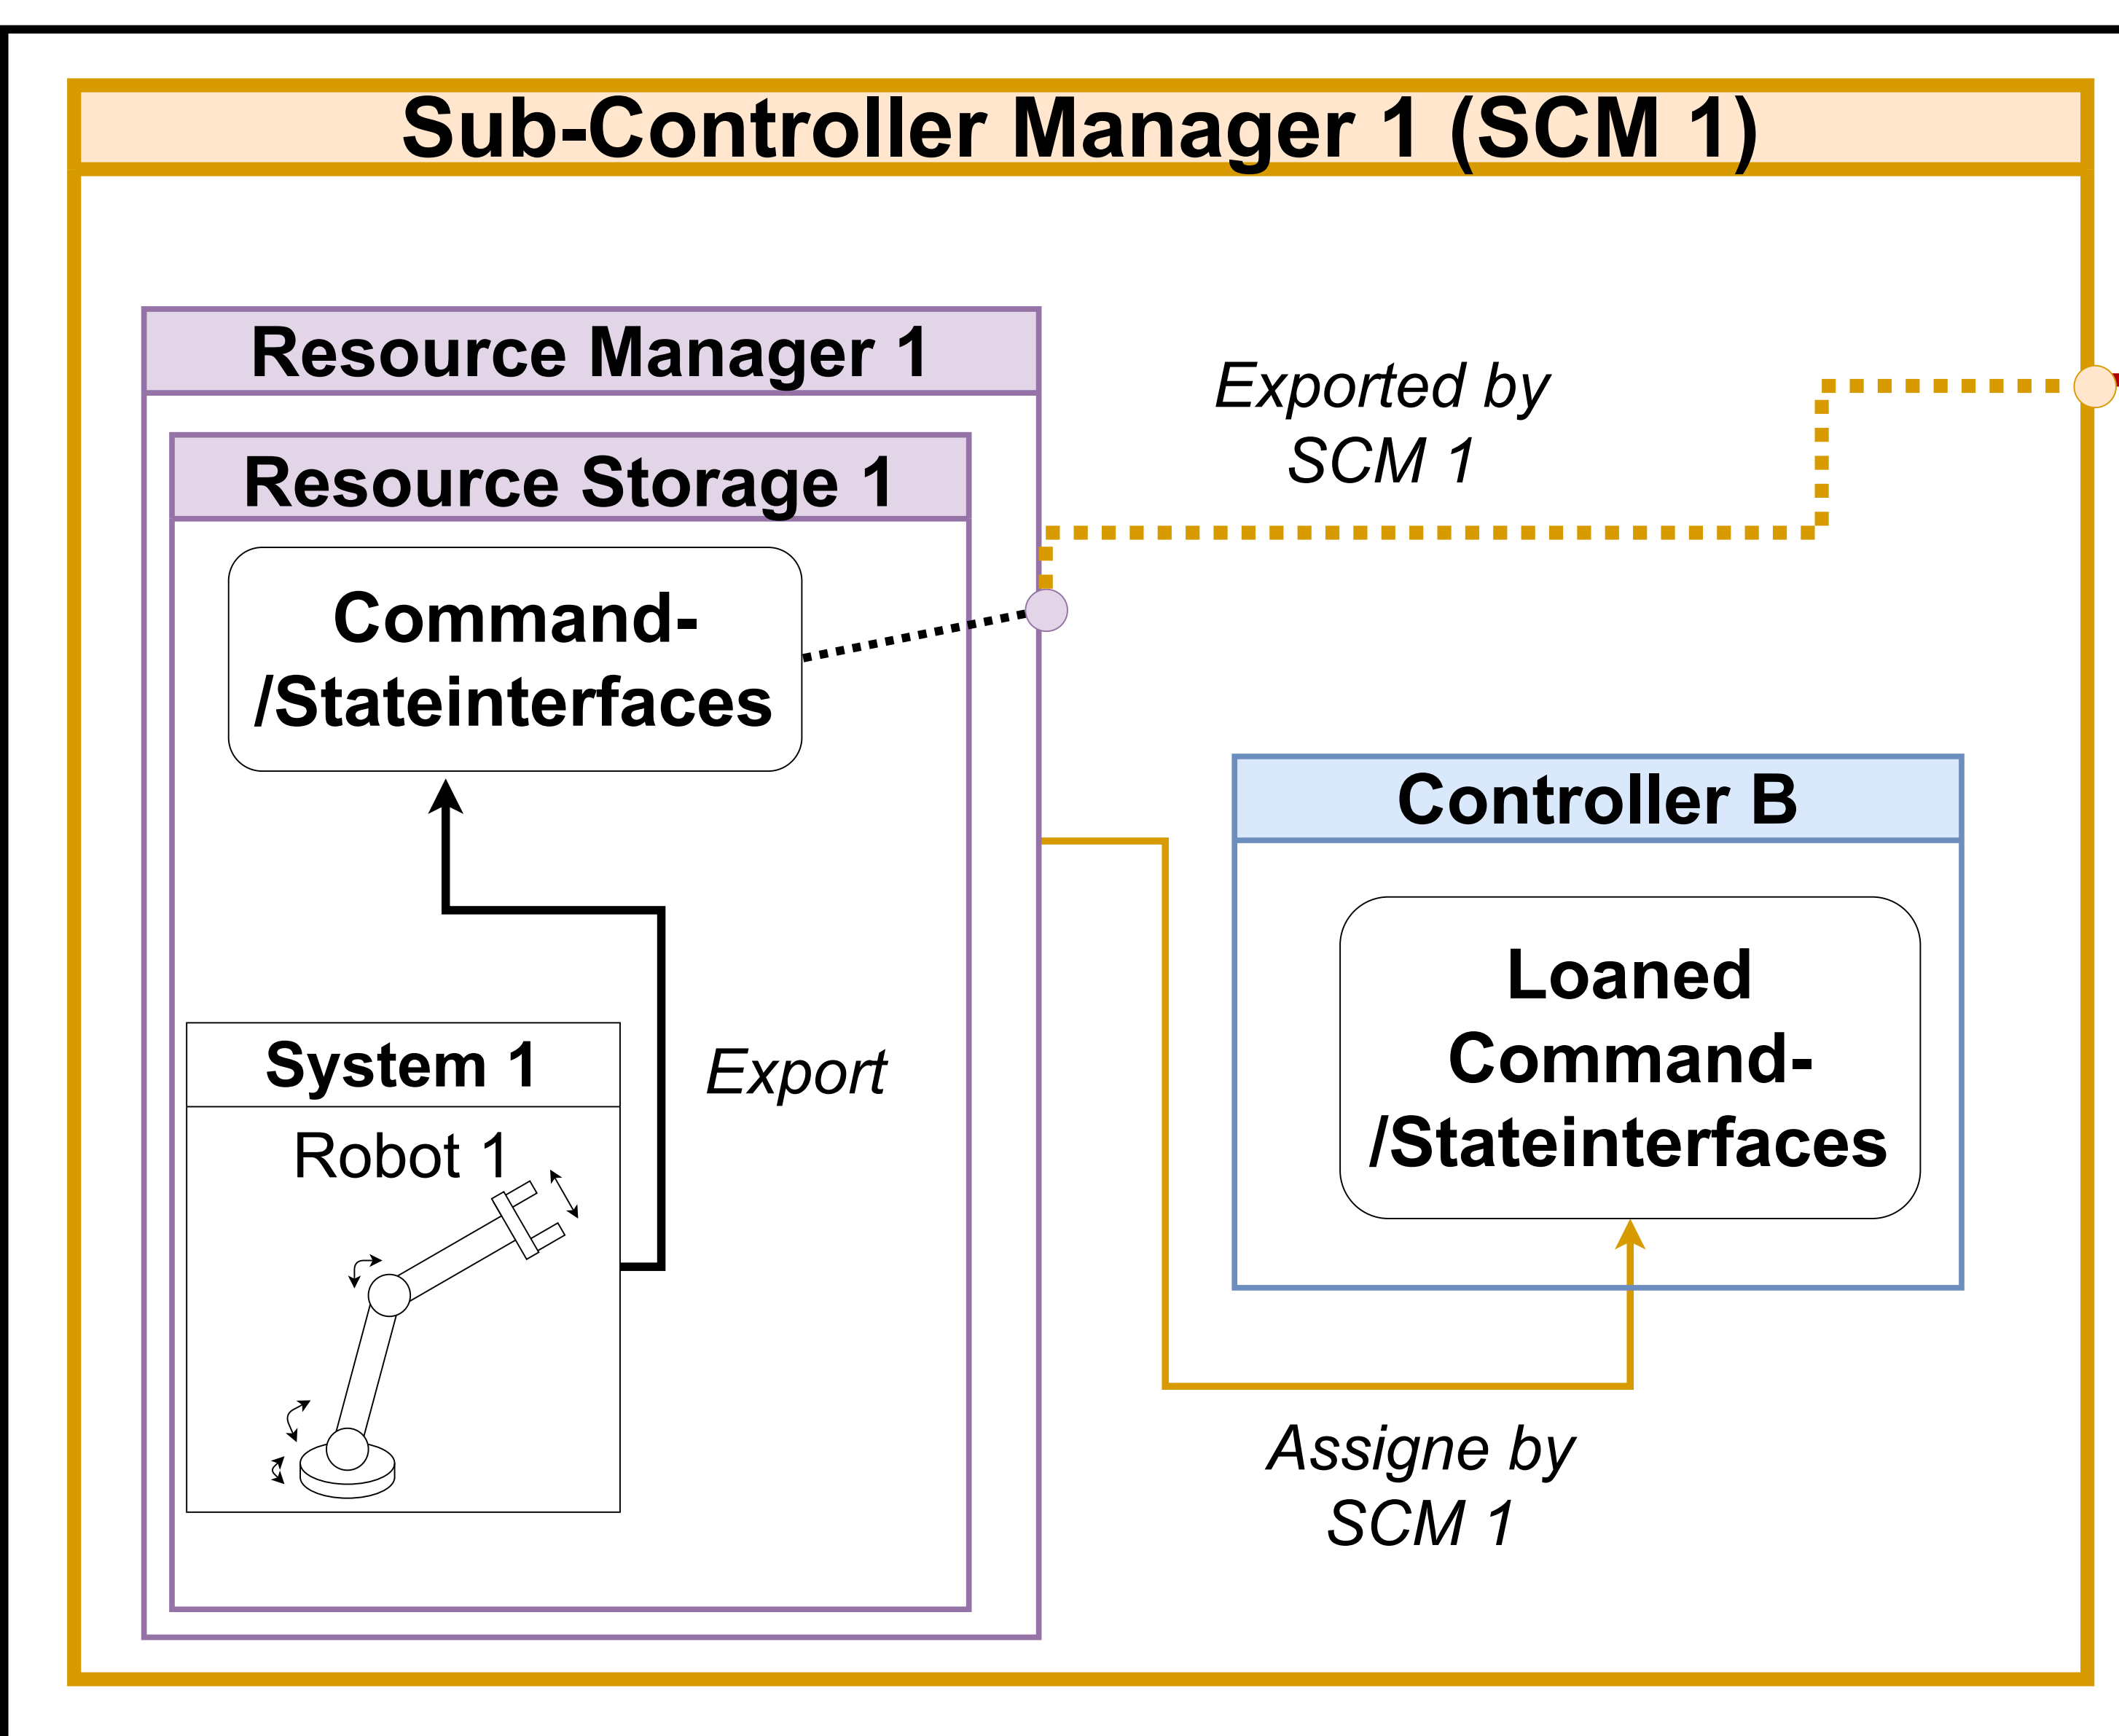 Sub-Controller Manager 1 (SCM 1)
Resource Manager 1
Resource Storage 1
Command-
/Stateinterfaces
Exported by
SCM 1
Controller B
Loaned
Command-
/Stateinterfaces
System 1
Robot 1
Export
Assigne by
SCM 1